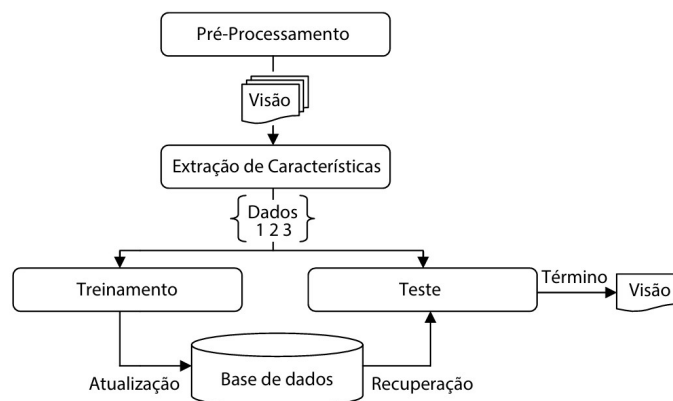 Pré-Processamento
Visão
Extração de Características
Dados
1 2 3
Treinamento
Teste
Término
Visão
Atualização
Base de dados
Recuperação